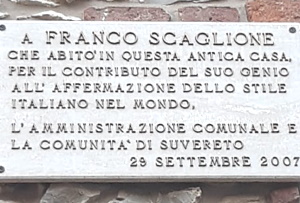 A FRANCO SCAGLIONE
CHE ABITO' IN QUESTA ANTICA CASA,
PER IL CONTRIBUTO DEL SUO GENIO
ALL' AFFERMAZIONE DELLO STILE
ITALIANO NEL MONDO.
L'AMMINISTRAZIONE COMUNALE E
LA COMUNITA' DI SUVERETO
29 SETTEMBRE 2007